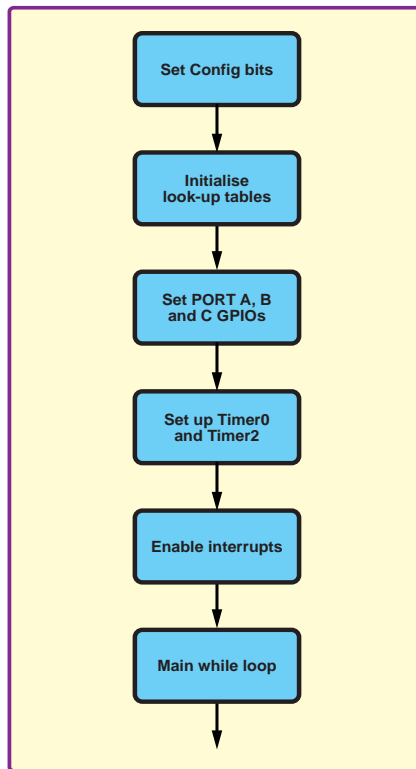 Set Config bits
Initialise
look-up tables
Set PORT A, B
and C GPIOs
Set up Timer0
and Timer2
Enable interrupts
Main while loop